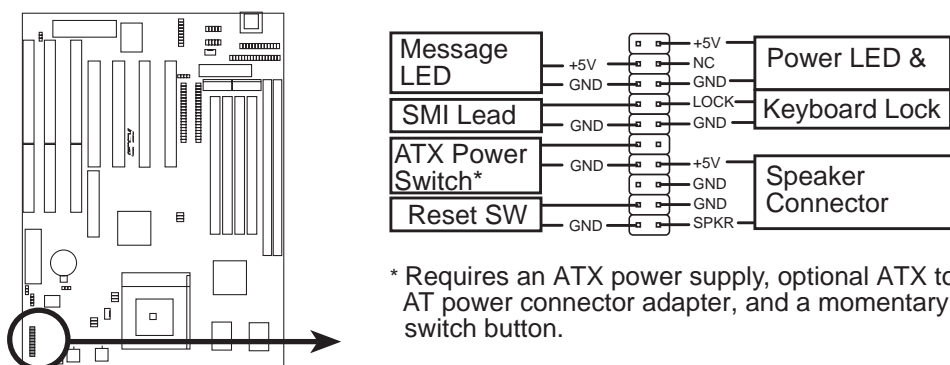 Message
LED
SMI Lead
ATX Power
Switch*
Reset SW
+5V
GND
GND
GND
GND
+5V
NC
GND
LOCK
GND
+5V
GND
GND
SPKR
Power LED &
Keyboard Lock
Speaker
Connector
* Requires an ATX power supply, optional ATX to
AT power connector adapter, and a momentary
switch button.